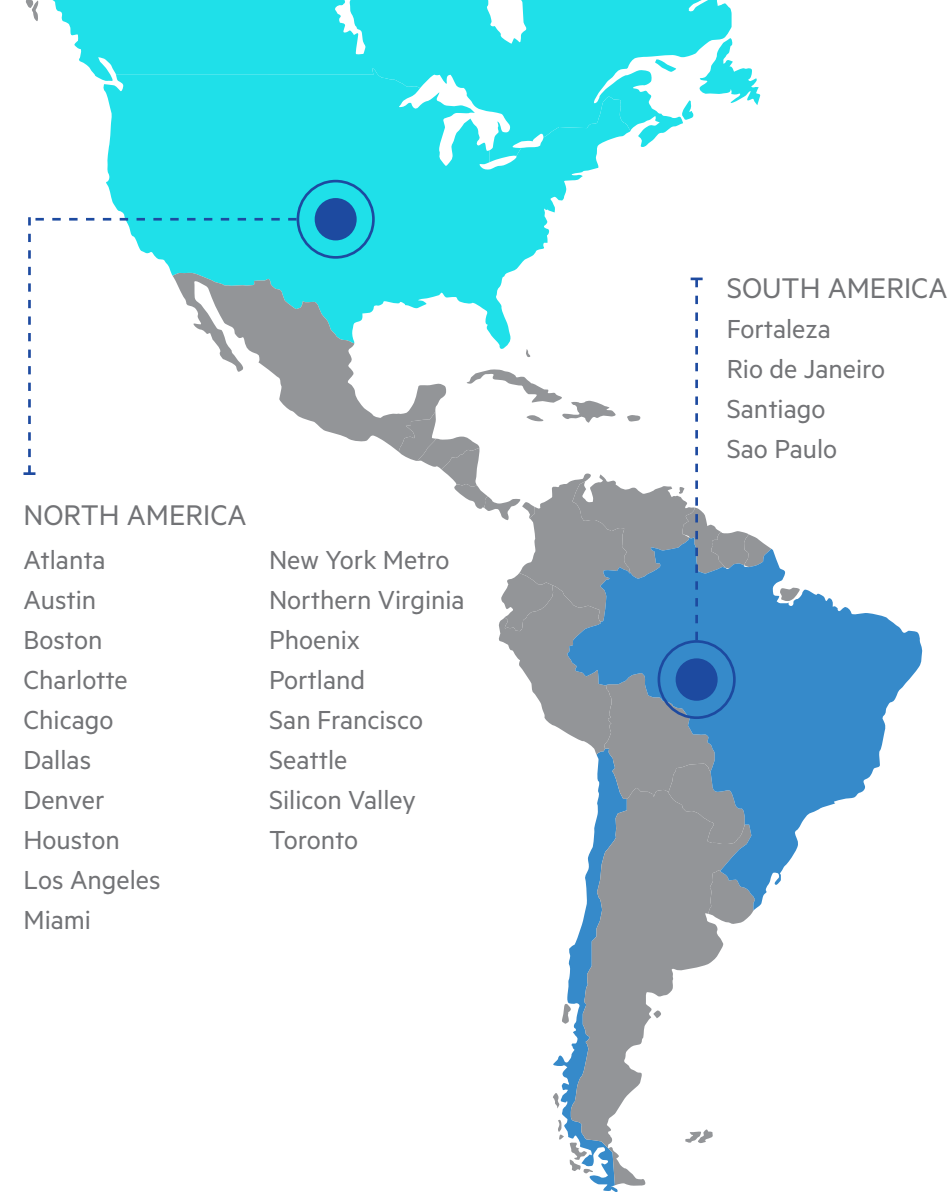 SOUTH AMERICA
Fortaleza
Rio de Janeiro
Santiago
Sao Paulo
NORTH AMERICA
Atlanta
Austin
Boston
Charlotte
Chicago
Dallas
Denver
Houston
Los Angeles
Miami
New York Metro
Northern Virginia
Phoenix
Portland
San Francisco
Seattle
Silicon Valley
Toronto